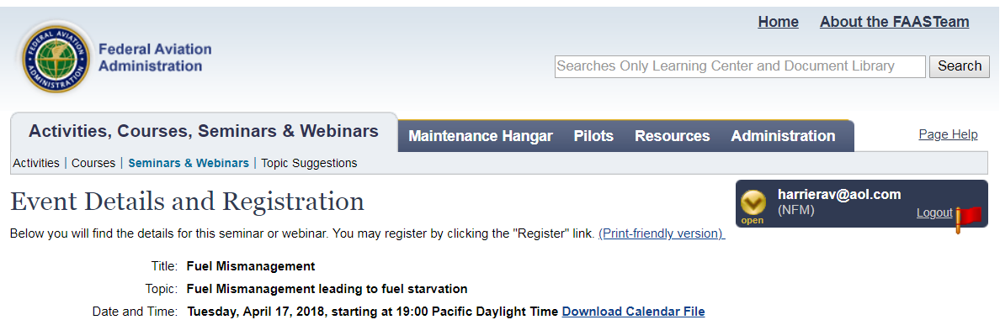 Home About the FAASTeam
FEDERAL AVIATION ADMINISTRATION
Federal Aviation
Administration
Searches Only Learning Center and Document Library Search
Activities, Courses, Seminars & Webinars Maintenance Hangar Pilots Resources Administration Page Help
Activities | Courses | Seminars & Webinars | Topic Suggestions
Event Details and Registration
harrierav@aol.com
(NFM)
open Logout
Below you will find the details for this seminar or webinar. You may register by clicking the "Register" link. (Print-friendly version)
Title: Fuel Mismanagement
Topic: Fuel Mismanagement leading to fuel starvation
Date and Time: Tuesday, April 17, 2018, starting at 19:00 Pacific Daylight Time Download Calendar File